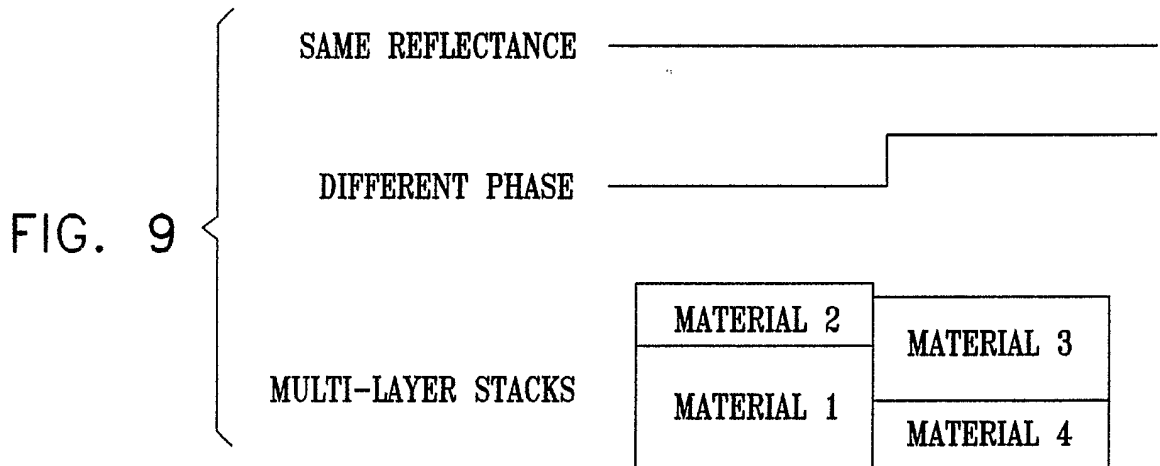 SAME REFLECTANCE
DIFFERENT PHASE
FIG. 9
MULTI-LAYER STACKS
MATERIAL 2
MATERIAL 1
MATERIAL 3
MATERIAL 4